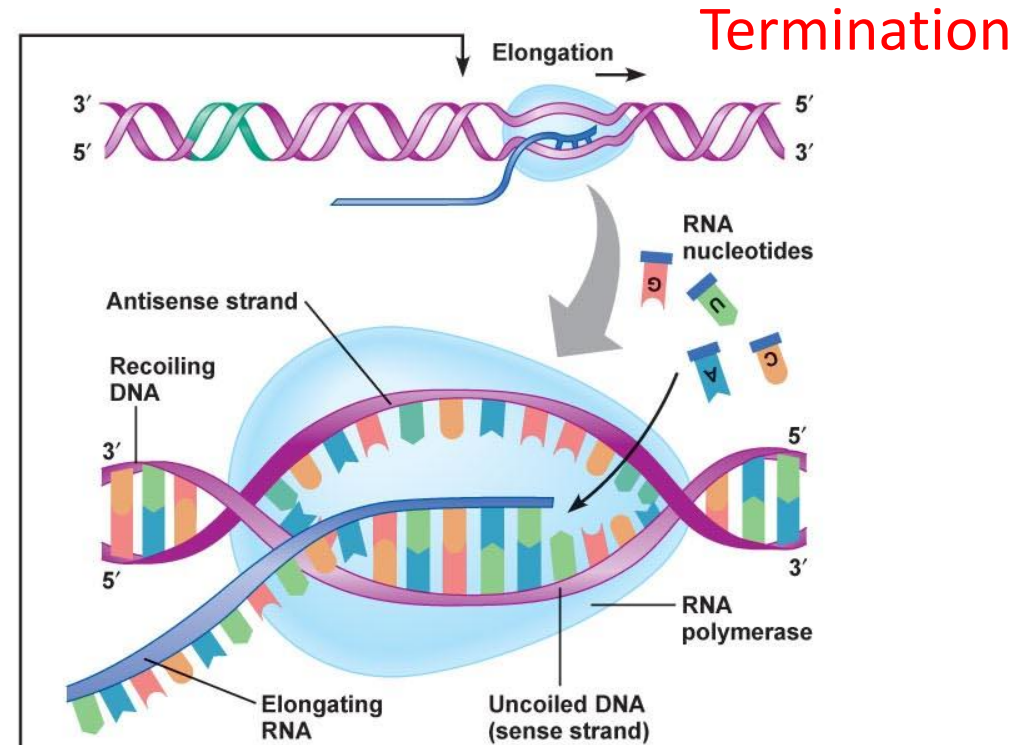 Termination
Elongation
3′
5′
5′
3′
RNA
nucleotides
G
U
A
C
Antisense strand
Recoiling
DNA
3′
5′
5′
3′
RNA
polymerase
Elongating
RNA
Uncoiled DNA
(sense strand)